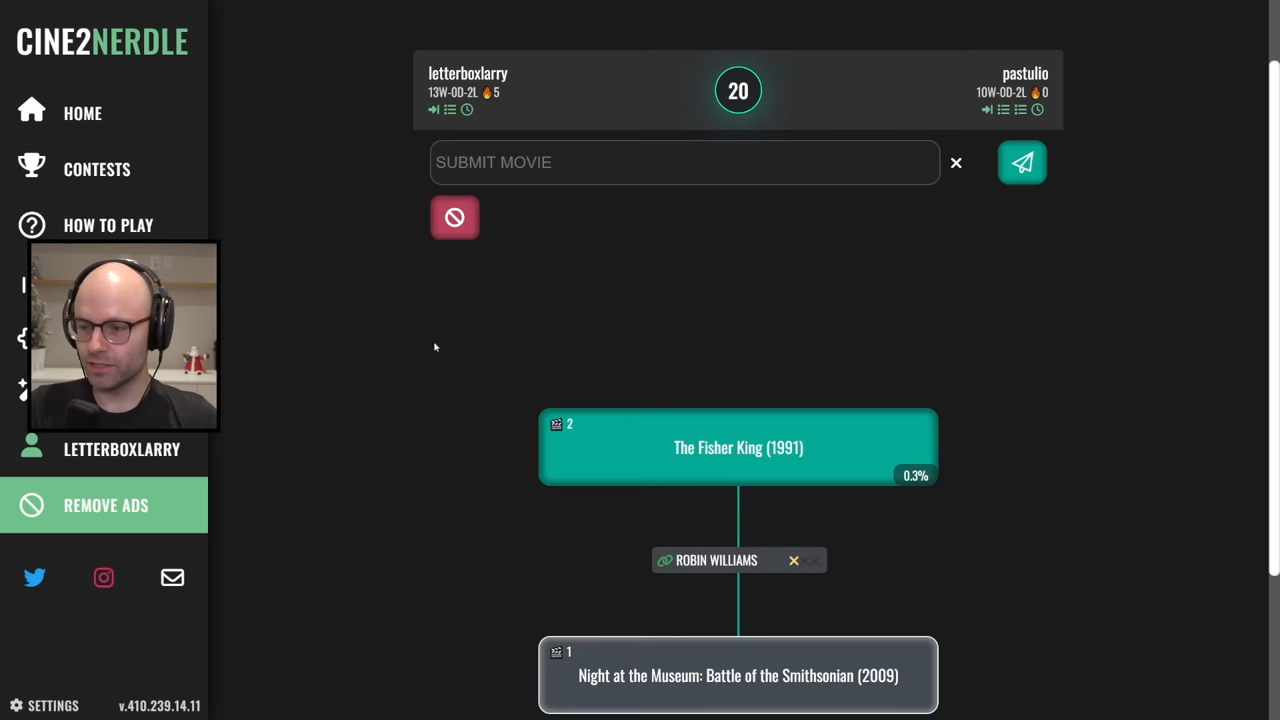 CINE2NERDLE
HOME
CONTESTS
HOW TO PLAY
LETTERBOXLARRY
REMOVE ADS
SETTINGS
v.410.239.14.11
letterboxlarry
13W-0D-2L 🔥5
20
pastulio
10W-0D-2L 🔥0
SUBMIT MOVIE
2
The Fisher King (1991)
0.3%
ROBIN WILLIAMS
1
Night at the Museum: Battle of the Smithsonian (2009)